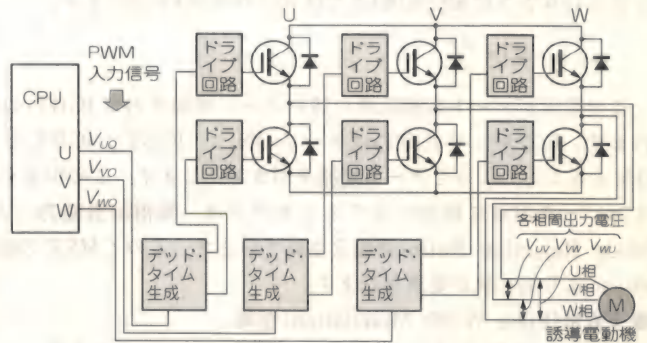 U
V
W
PWM
入力信号
CPU
U
V
W
VUO
VVO
VWO
ドラ
イブ
回路
ドラ
イブ
回路
ドラ
イブ
回路
ドラ
イブ
回路
ドラ
イブ
回路
ドラ
イブ
回路
デッド・
タイム
生成
デッド・
タイム
生成
デッド・
タイム
生成
各相間出力電圧
VUV VVW VWU
U相
V相
W相
M
誘導電動機